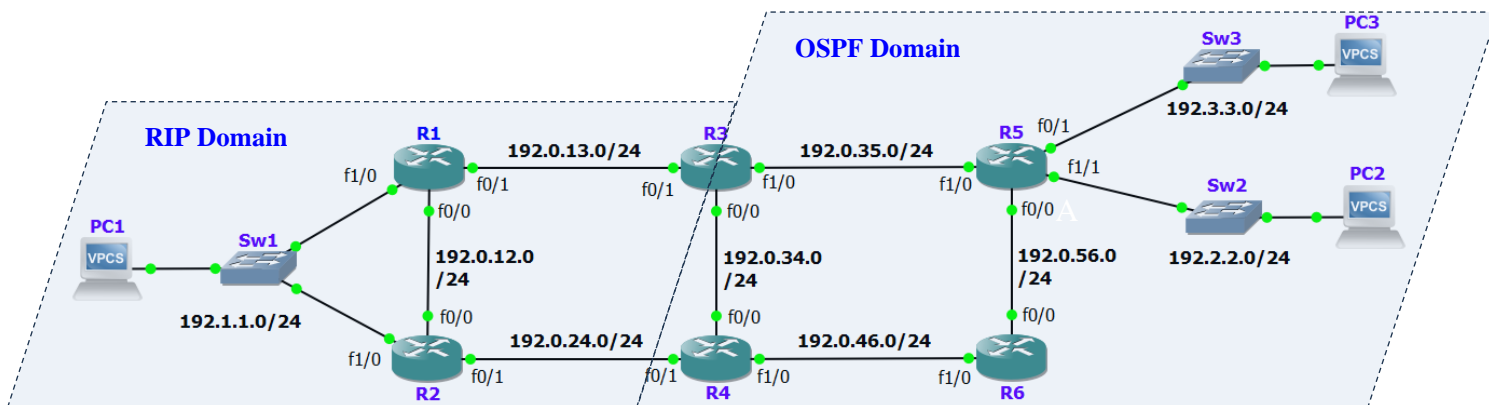 OSPF Domain
RIP Domain
PC3
VPCS
Sw3
192.3.3.0/24
R1
192.0.13.0/24
R3
192.0.35.0/24
R5
f0/1
f1/0
f0/1
f0/1
f1/0
f1/0
f1/1
PC2
VPCS
Sw2
f0/0
f0/0
f0/0
A
PC1
VPCS
Sw1
192.0.12.0
/24
192.0.34.0
/24
192.0.56.0
/24
192.2.2.0/24
192.1.1.0/24
f0/0
f0/0
f0/0
192.0.24.0/24
192.0.46.0/24
f1/0
f0/1
f0/1
f1/0
f1/0
R2
R4
R6